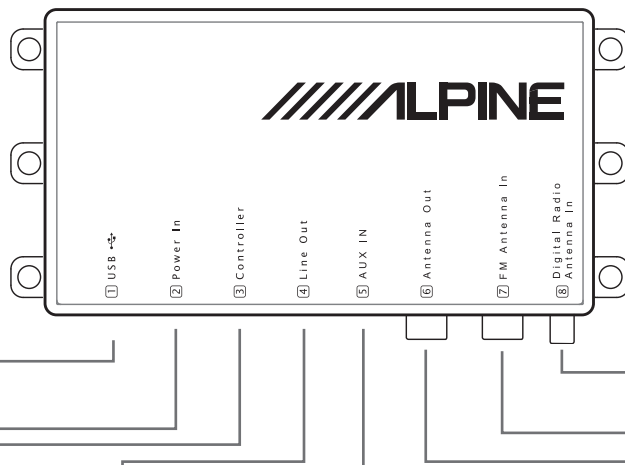 ALPINE
1 USB
2 Power In
3 Controller
4 Line Out
5 AUX IN
6 Antenna Out
7 FM Antenna In
8 Digital Radio
Antenna In